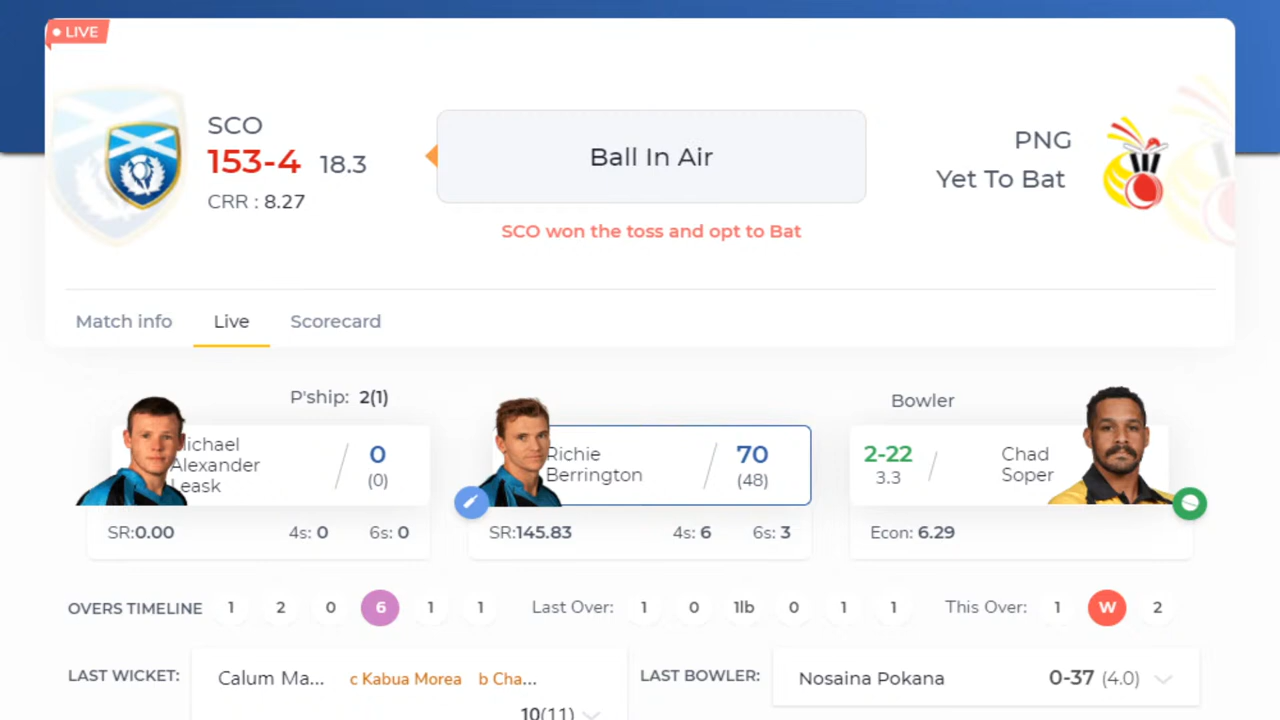 LIVE
SCO
153-4 18.3
CRR : 8.27
Ball In Air
SCO won the toss and opt to Bat
PNG
Yet To Bat
Match info Live Scorecard
P'ship: 2(1)
Michael
Alexander
Leask
0
(0)
SR:0.00 4s: 0 6s: 0
Richie
Berrington
70
(48)
SR:145.83 4s: 6 6s: 3
Bowler
2-22
3.3
Chad
Soper
Econ: 6.29
OVERS TIMELINE 1 2 0 6 1 1 Last Over: 1 0 1lb 0 1 1 This Over: 1 W 2
LAST WICKET: Calum Ma... c Kabua Morea b Cha...
10(11)
LAST BOWLER: Nosaina Pokana 0-37 (4.0)